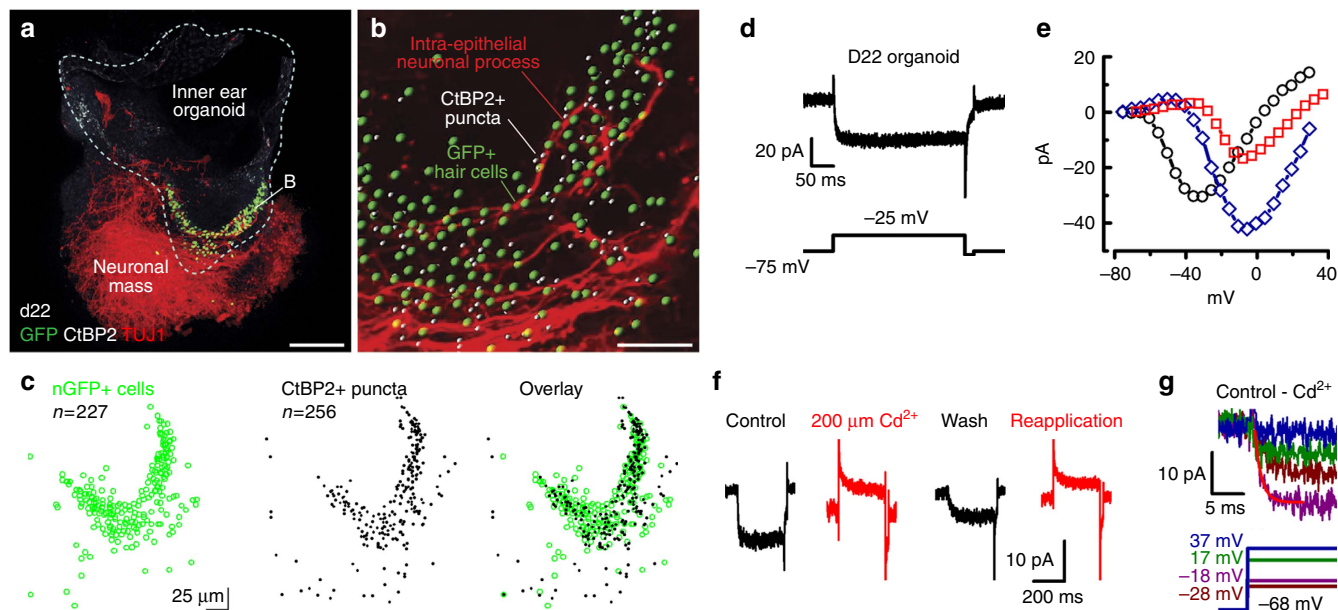 a
Inner ear
organoid
B
Neuronal
mass
d22
GFP CtBP2 TUJ1
b
Intra-epithelial
neuronal process
CtBP2+
puncta
GFP+
hair cells
c
nGFP+ cells
n=227
CtBP2+ puncta
n=256
Overlay
25 μm
d
D22 organoid
20 pA
50 ms
–25 mV
–75 mV
e
20
0
–20
–40
pA
–80
–40
0
40
mV
f
Control
200 μm Cd²⁺
Wash
Reapplication
10 pA
200 ms
g
Control - Cd²⁺
10 pA
5 ms
37 mV
17 mV
–18 mV
–28 mV
–68 mV